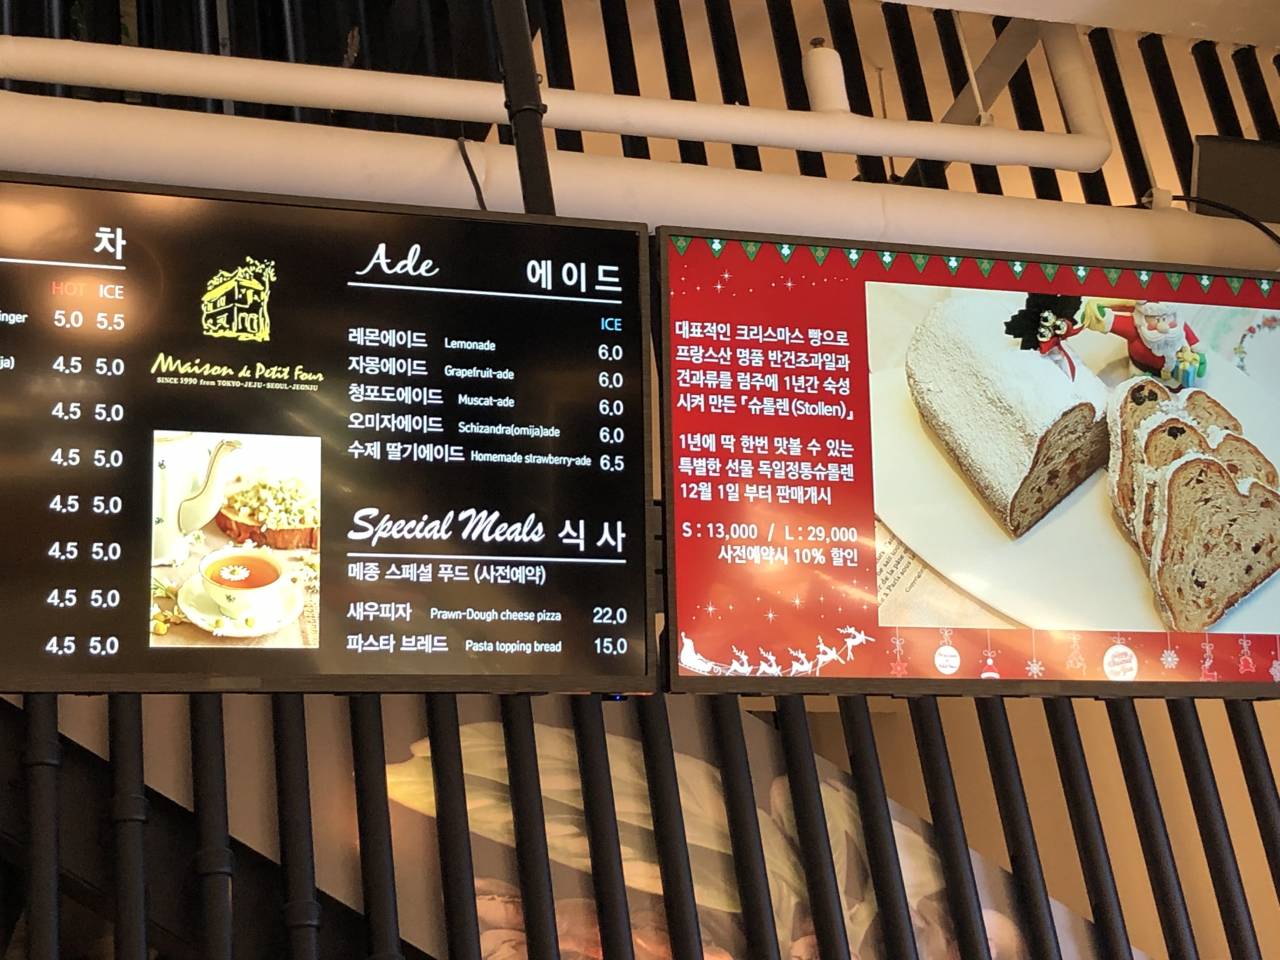 차
HOT ICE
inger 5.0 5.5
ja) 4.5 5.0
4.5 5.0
4.5 5.0
4.5 5.0
4.5 5.0
4.5 5.0
4.5 5.0
Maison de Petit Four
SINCE 1990 from TOKYO-JEJU-SEOUL-JEONJU
Ade 에이드
ICE
레몬에이드 Lemonade 6.0
자몽에이드 Grapefruit-ade 6.0
청포도에이드 Muscat-ade 6.0
오미자에이드 Schizandra(omija)ade 6.0
수제 딸기에이드 Homemade strawberry-ade 6.5
Special Meals 식사
메종 스페셜 푸드 (사전예약)
새우피자 Prawn-Dough cheese pizza 22.0
파스타 브레드 Pasta topping bread 15.0
대표적인 크리스마스 빵으로
프랑스산 명품 반건조과일과
견과류를 럼주에 1년간 숙성
시켜 만든 「슈톨렌(Stollen)」
1년에 딱 한번 맛볼 수 있는
특별한 선물 독일정통슈톨렌
12월 1일 부터 판매개시
S : 13,000 / L : 29,000
사전예약시 10% 할인